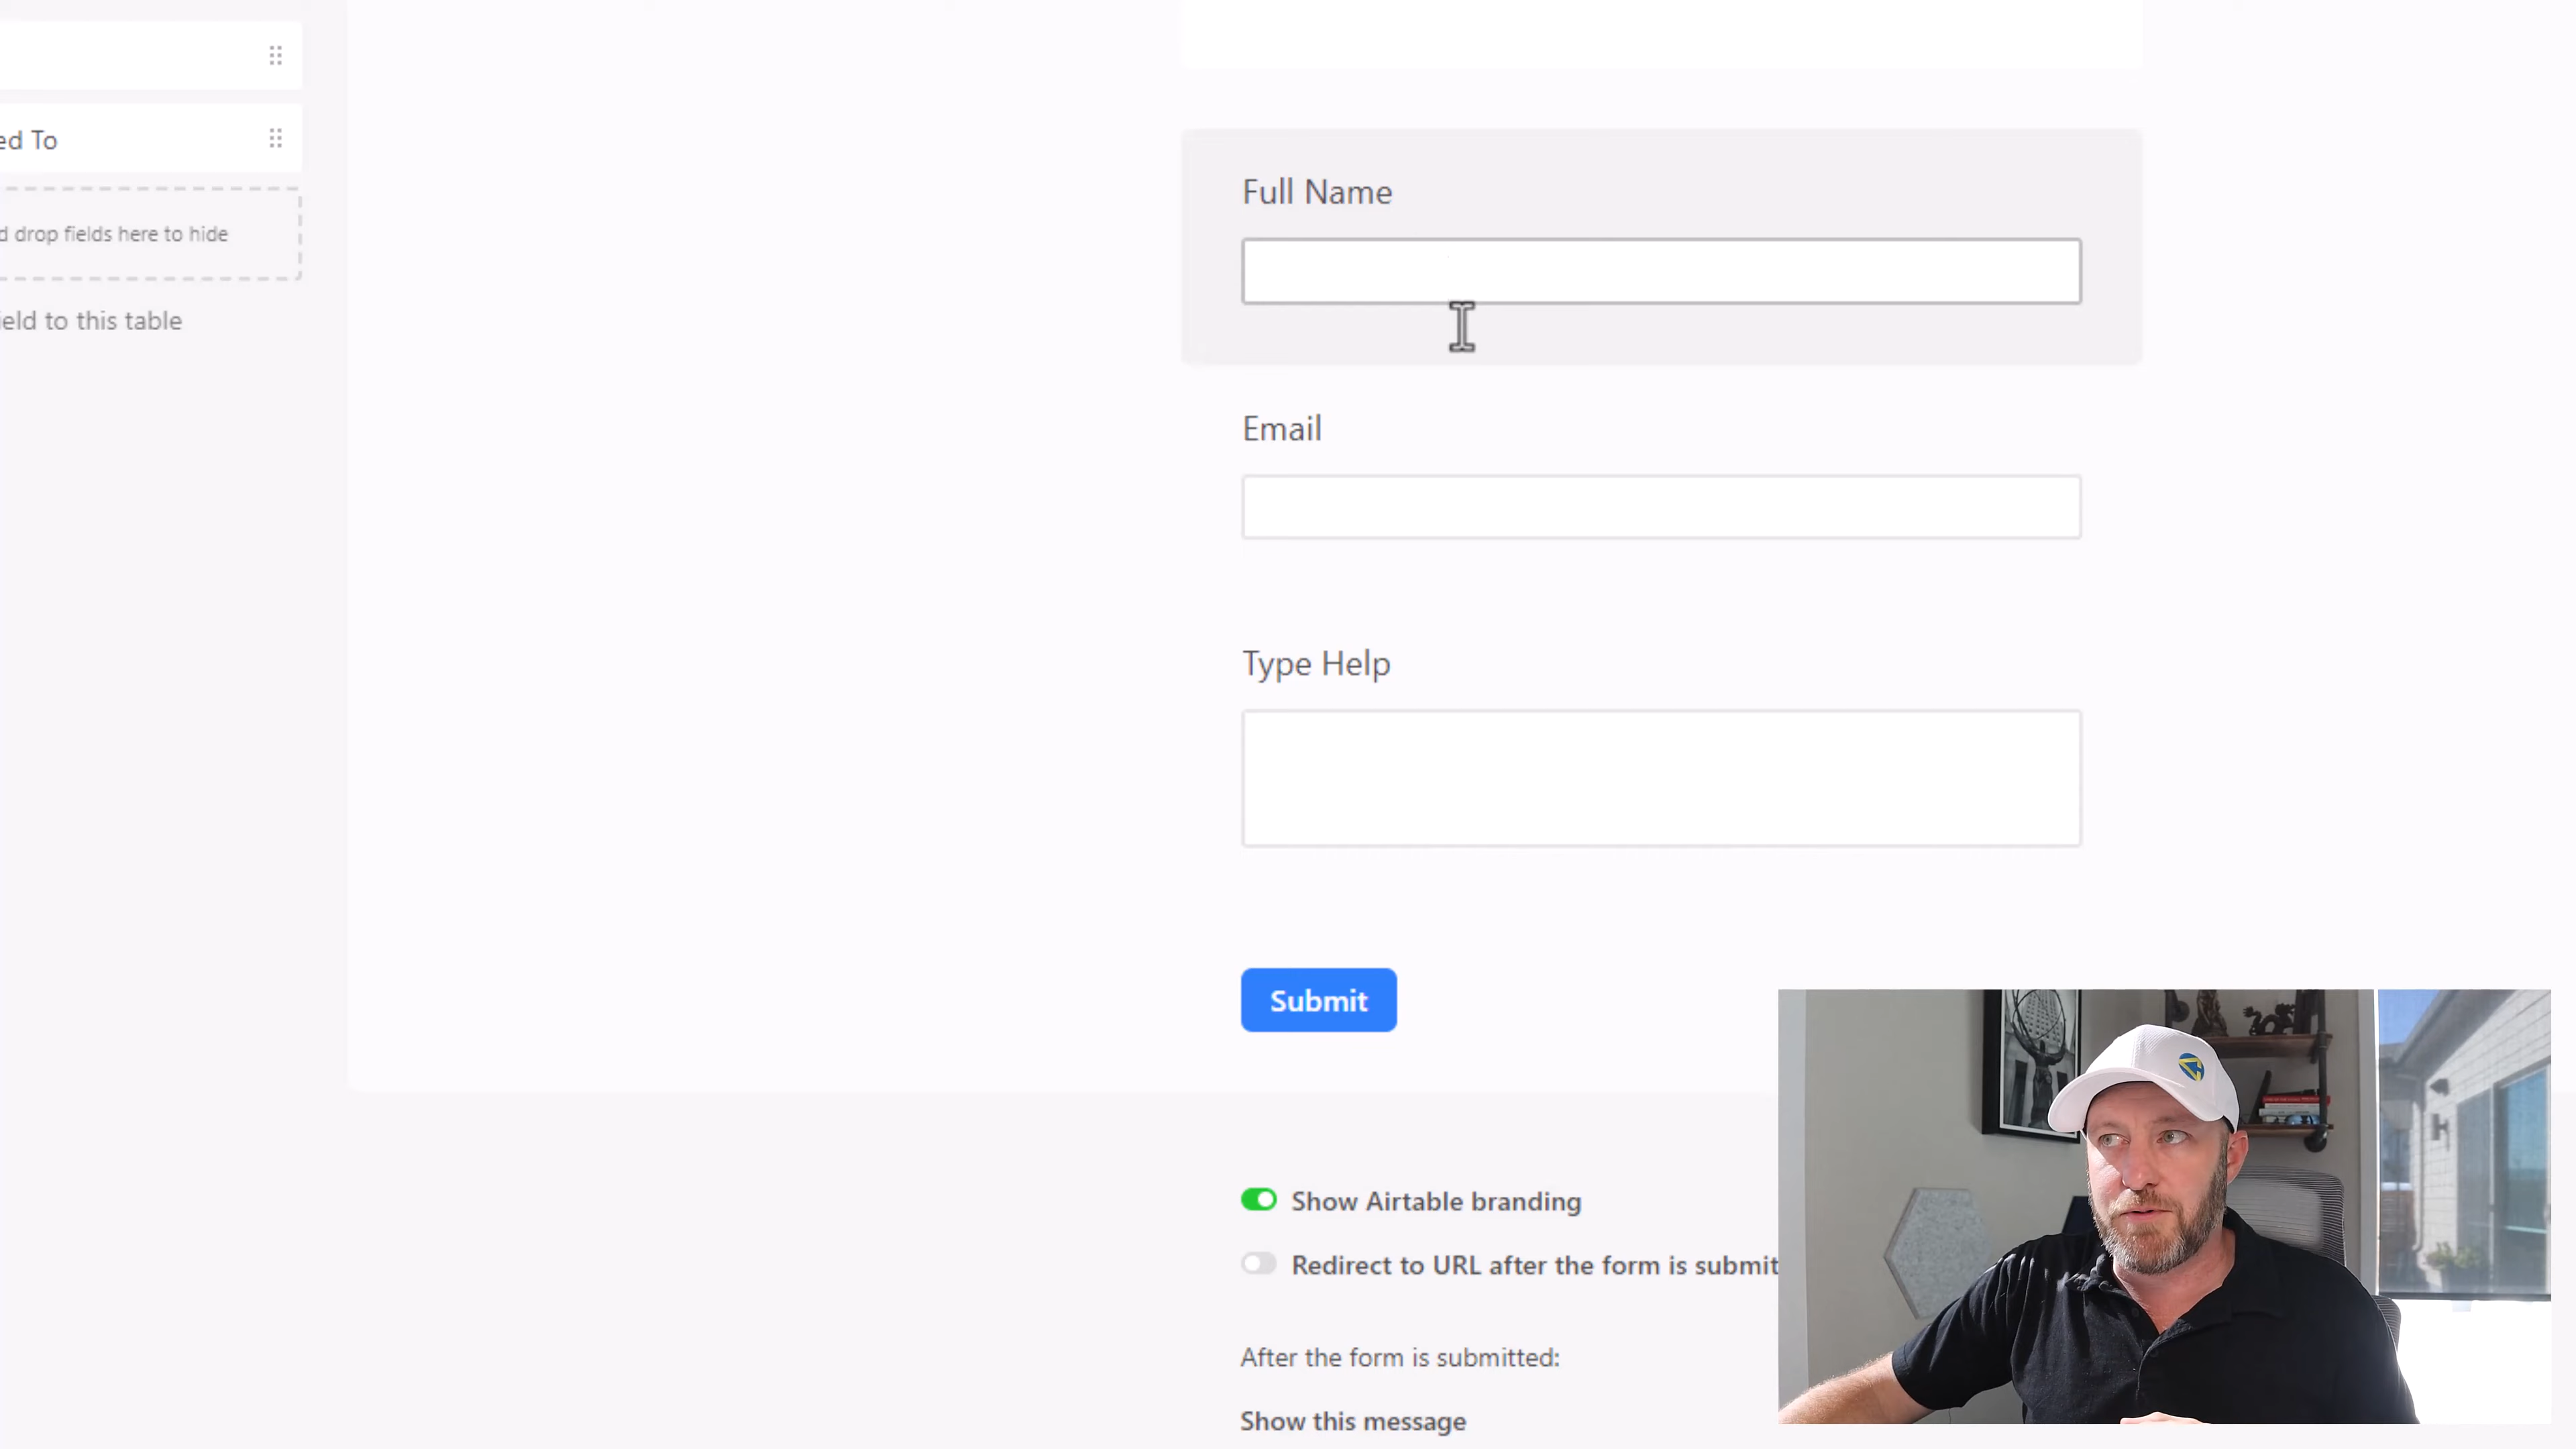 ed To
d drop fields here to hide
ield to this table
Full Name
Email
Type Help
Submit
Show Airtable branding
Redirect to URL after the form is submit
After the form is submitted:
Show this message